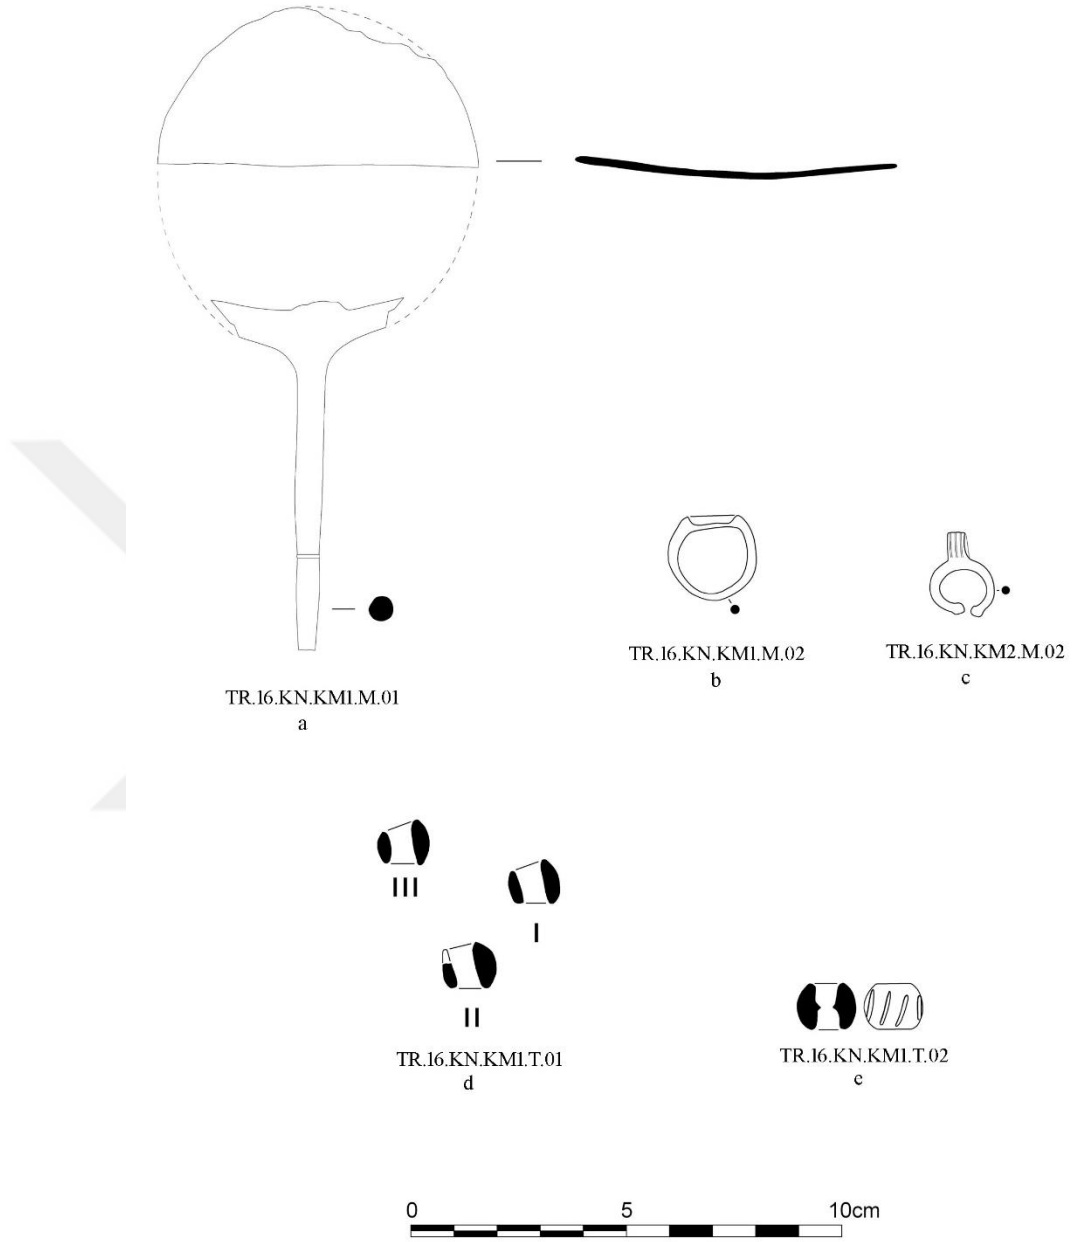 TR.16.KN.KM1.M.01
a
TR.16.KN.KM1.M.02
b
TR.16.KN.KM2.M.02
c
III
I
II
TR.16.KN.KM1.T.01
d
TR.16.KN.KM1.T.02
e
0 5 10cm